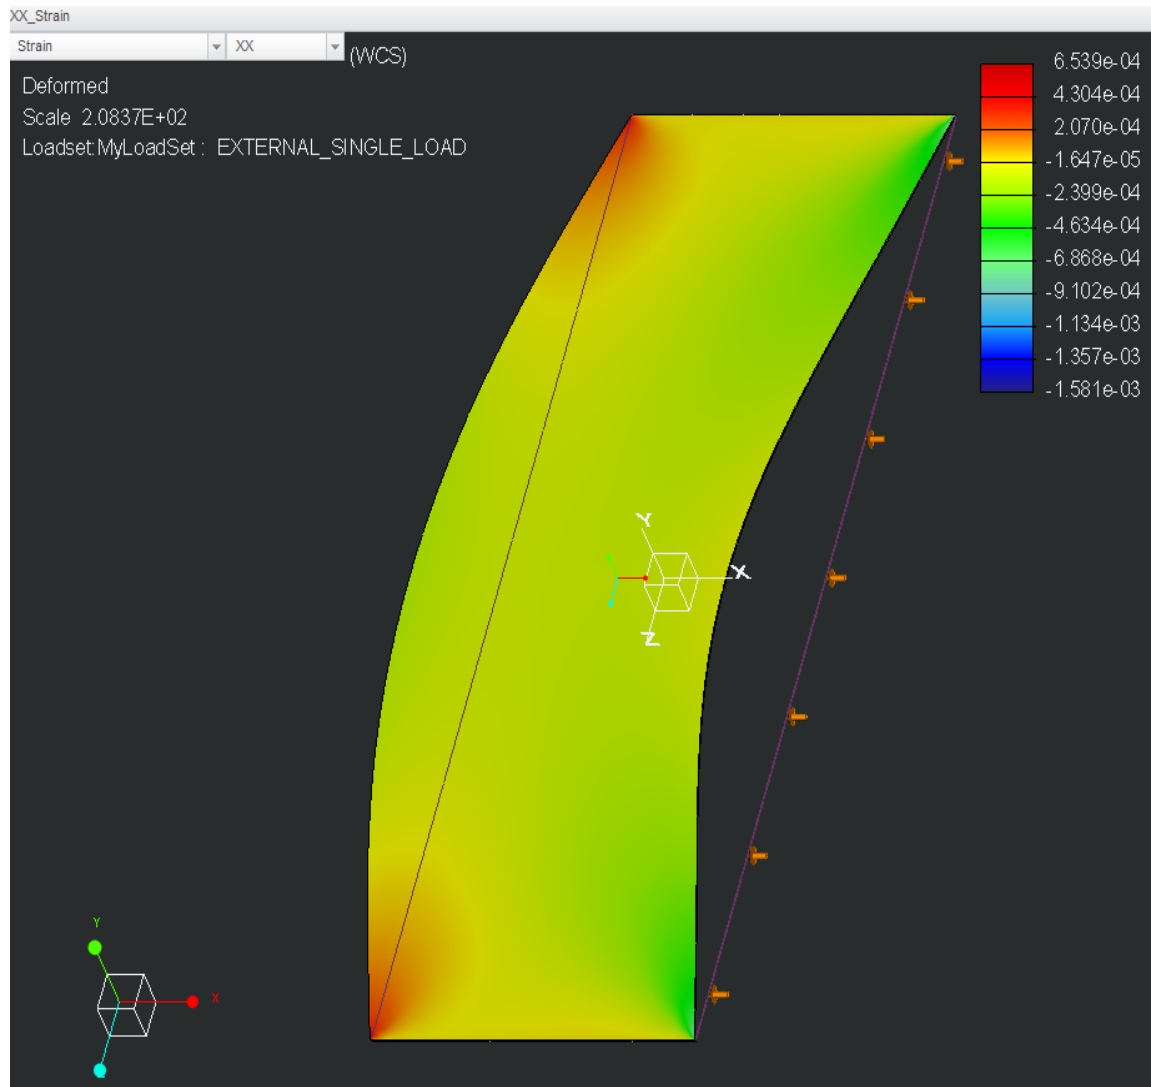 XX_Strain
Strain XX (WCS)
Deformed
Scale 2.0837E+02
Loadset:MyLoadSet : EXTERNAL_SINGLE_LOAD
6.539e-04
4.304e-04
2.070e-04
-1.647e-05
-2.399e-04
-4.634e-04
-6.868e-04
-9.102e-04
-1.134e-03
-1.357e-03
-1.581e-03
Y
X
Z
Y
X